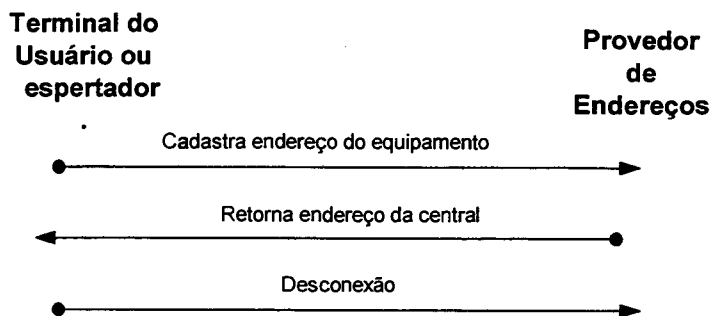 Terminal do
Usuário ou
espertador
Provedor
de
Endereços
Cadastra endereço do equipamento
Retorna endereço da central
Desconexão